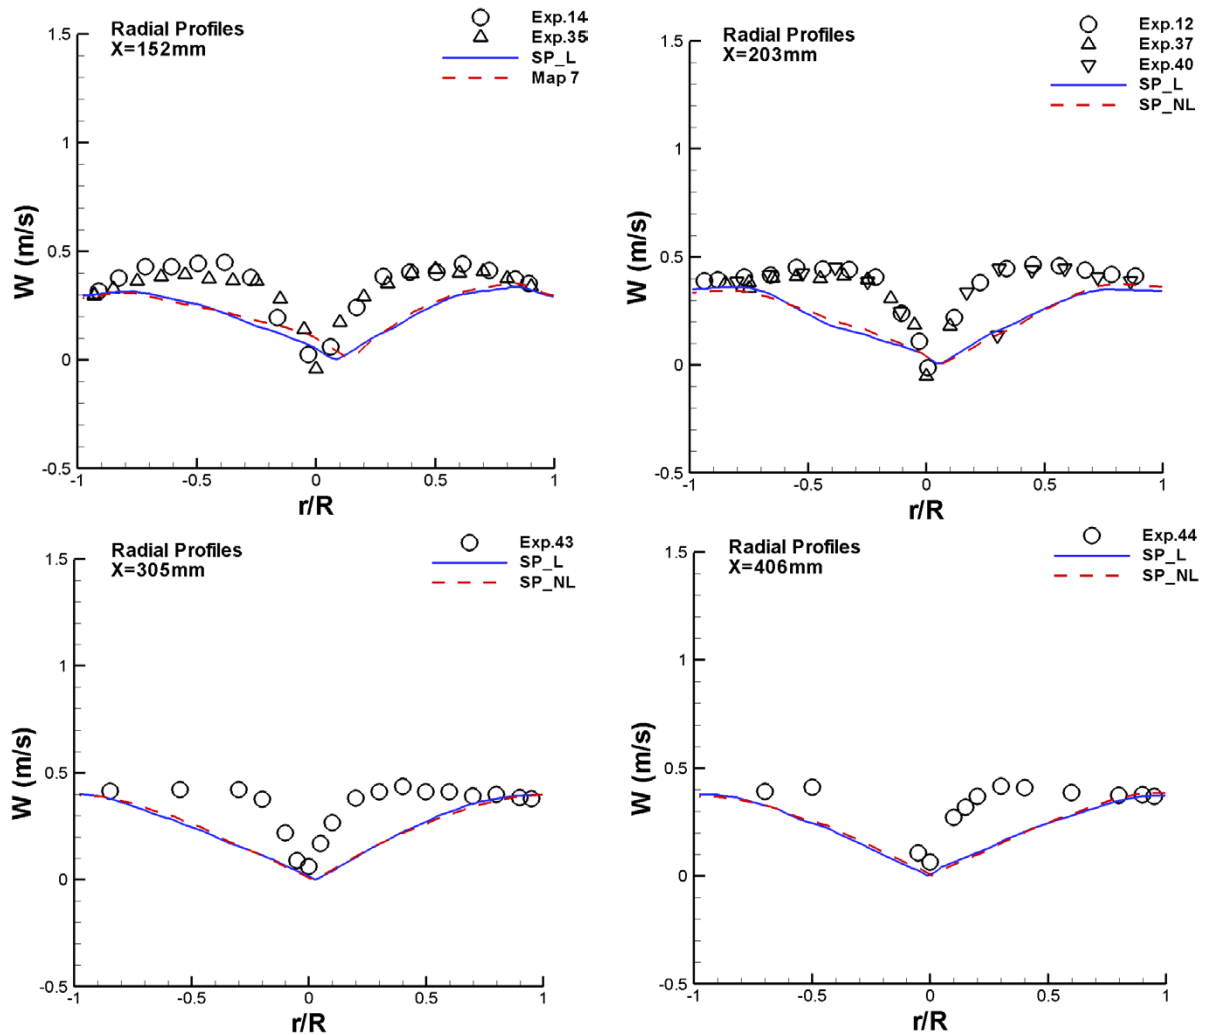 Radial Profiles
X=152mm
Exp.14
Exp.35
SP_L
Map 7
W (m/s)
1.5
1
0.5
0
-0.5
-1
-0.5
0
0.5
1
r/R
Radial Profiles
X=203mm
Exp.12
Exp.37
Exp.40
SP_L
SP_NL
W (m/s)
1.5
1
0.5
0
-0.5
-1
-0.5
0
0.5
1
r/R
Radial Profiles
X=305mm
Exp.43
SP_L
SP_NL
W (m/s)
1.5
1
0.5
0
-0.5
-1
-0.5
0
0.5
1
r/R
Radial Profiles
X=406mm
Exp.44
SP_L
SP_NL
W (m/s)
1.5
1
0.5
0
-0.5
-1
-0.5
0
0.5
1
r/R